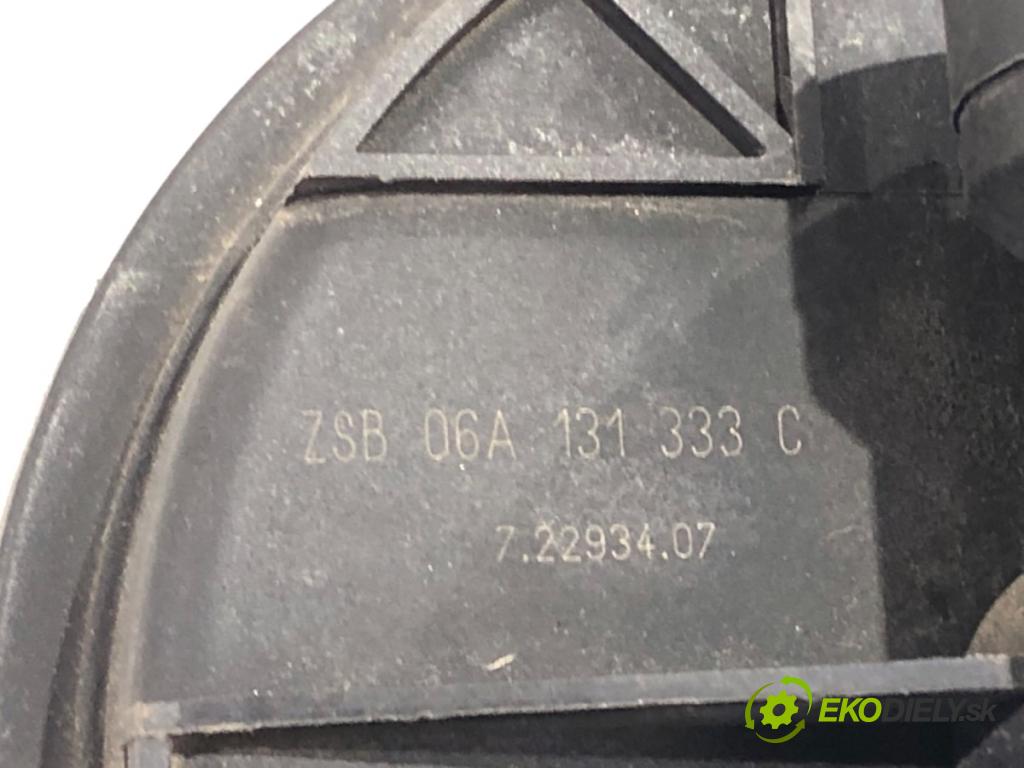 ZSB 06A 131 333 C
7.22934.07
EKODIELY.sk